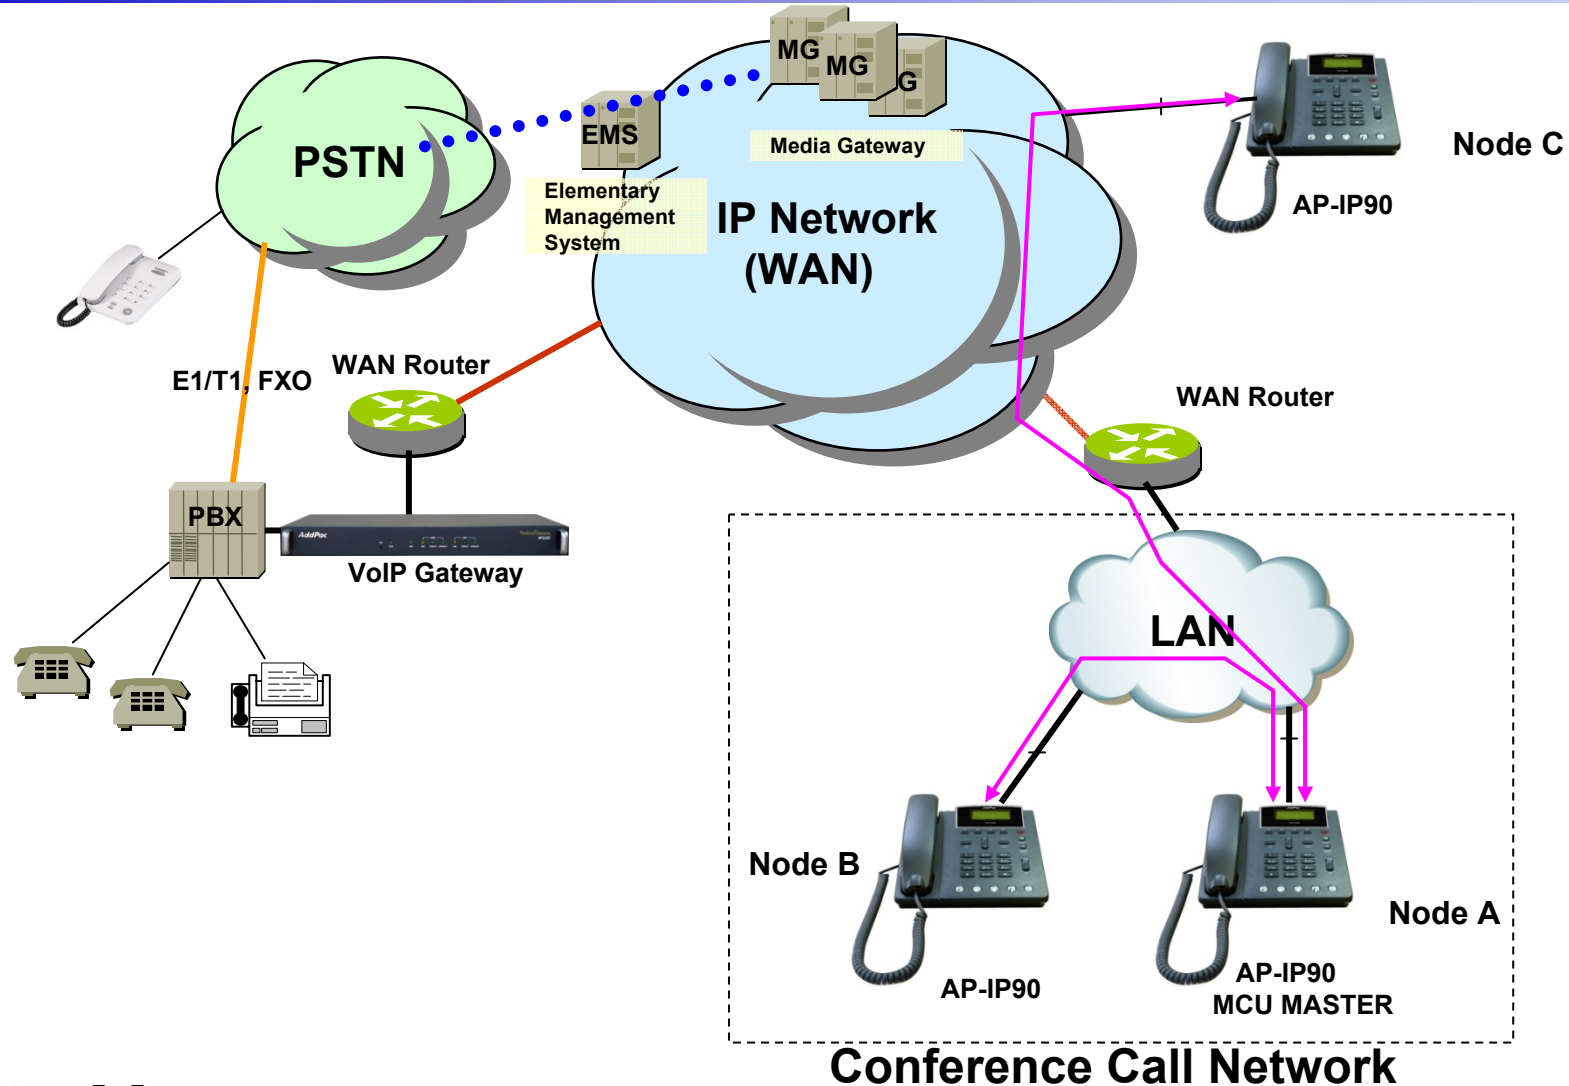 MG
MG
G
EMS
Media Gateway
PSTN
Elementary
Management
System
IP Network
(WAN)
Node C
AP-IP90
WAN Router
E1/T1, FXO
WAN Router
PBX
AddPac
VoIP Gateway
LAN
Node B
Node A
AP-IP90
AP-IP90
MCU MASTER
Conference Call Network